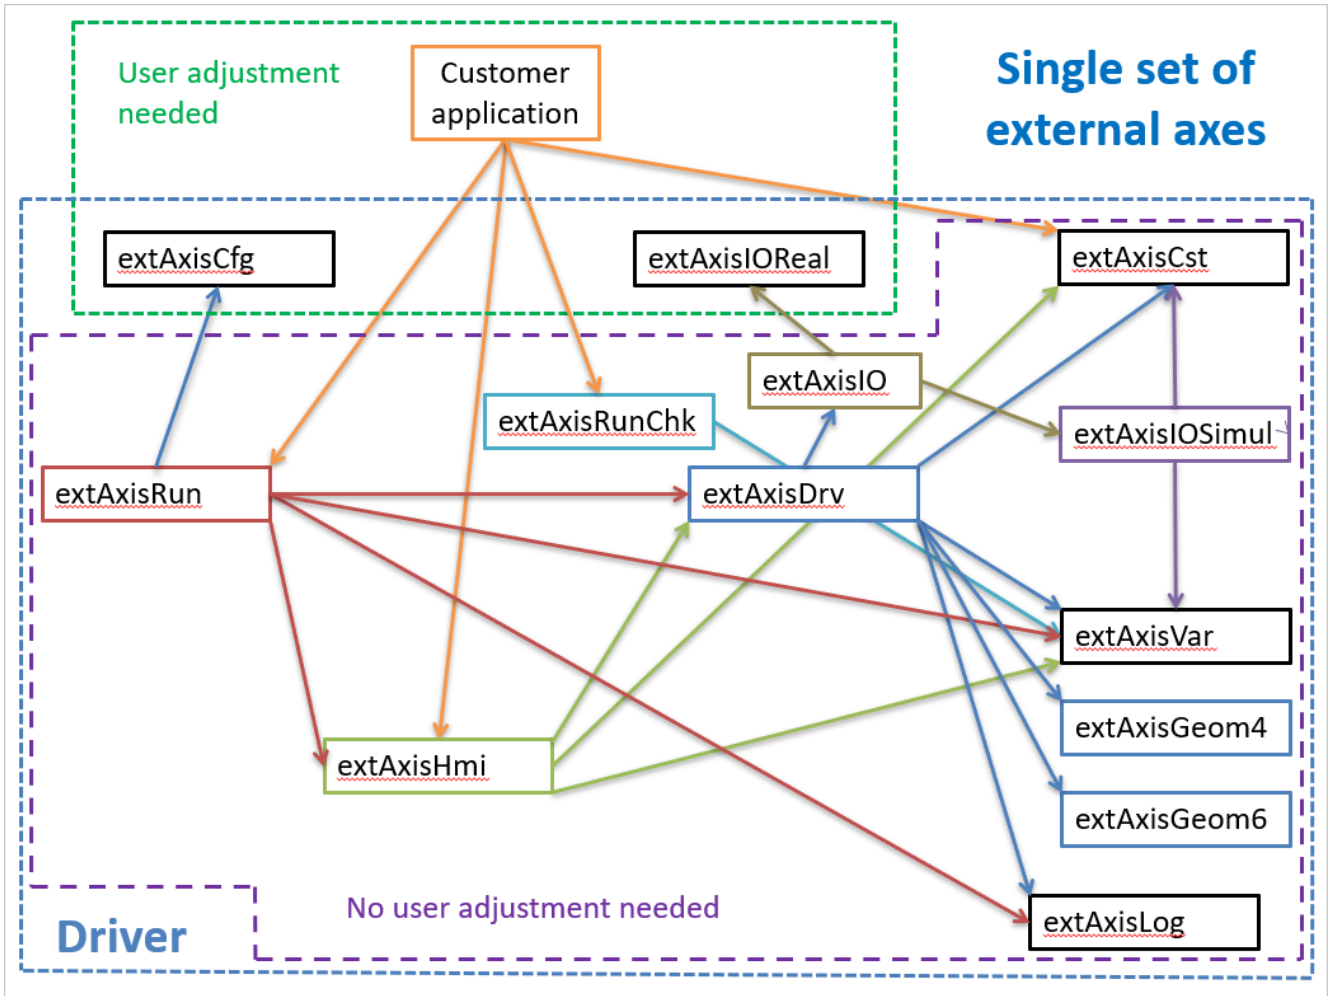 User adjustment
needed
Customer
application
Single set of
external axes
extAxisCfg
extAxisIOReal
extAxisCst
extAxisIO
extAxisRunChk
extAxisIOSimul
extAxisRun
extAxisDrv
extAxisVar
extAxisGeom4
extAxisHmi
extAxisGeom6
No user adjustment needed
extAxisLog
Driver